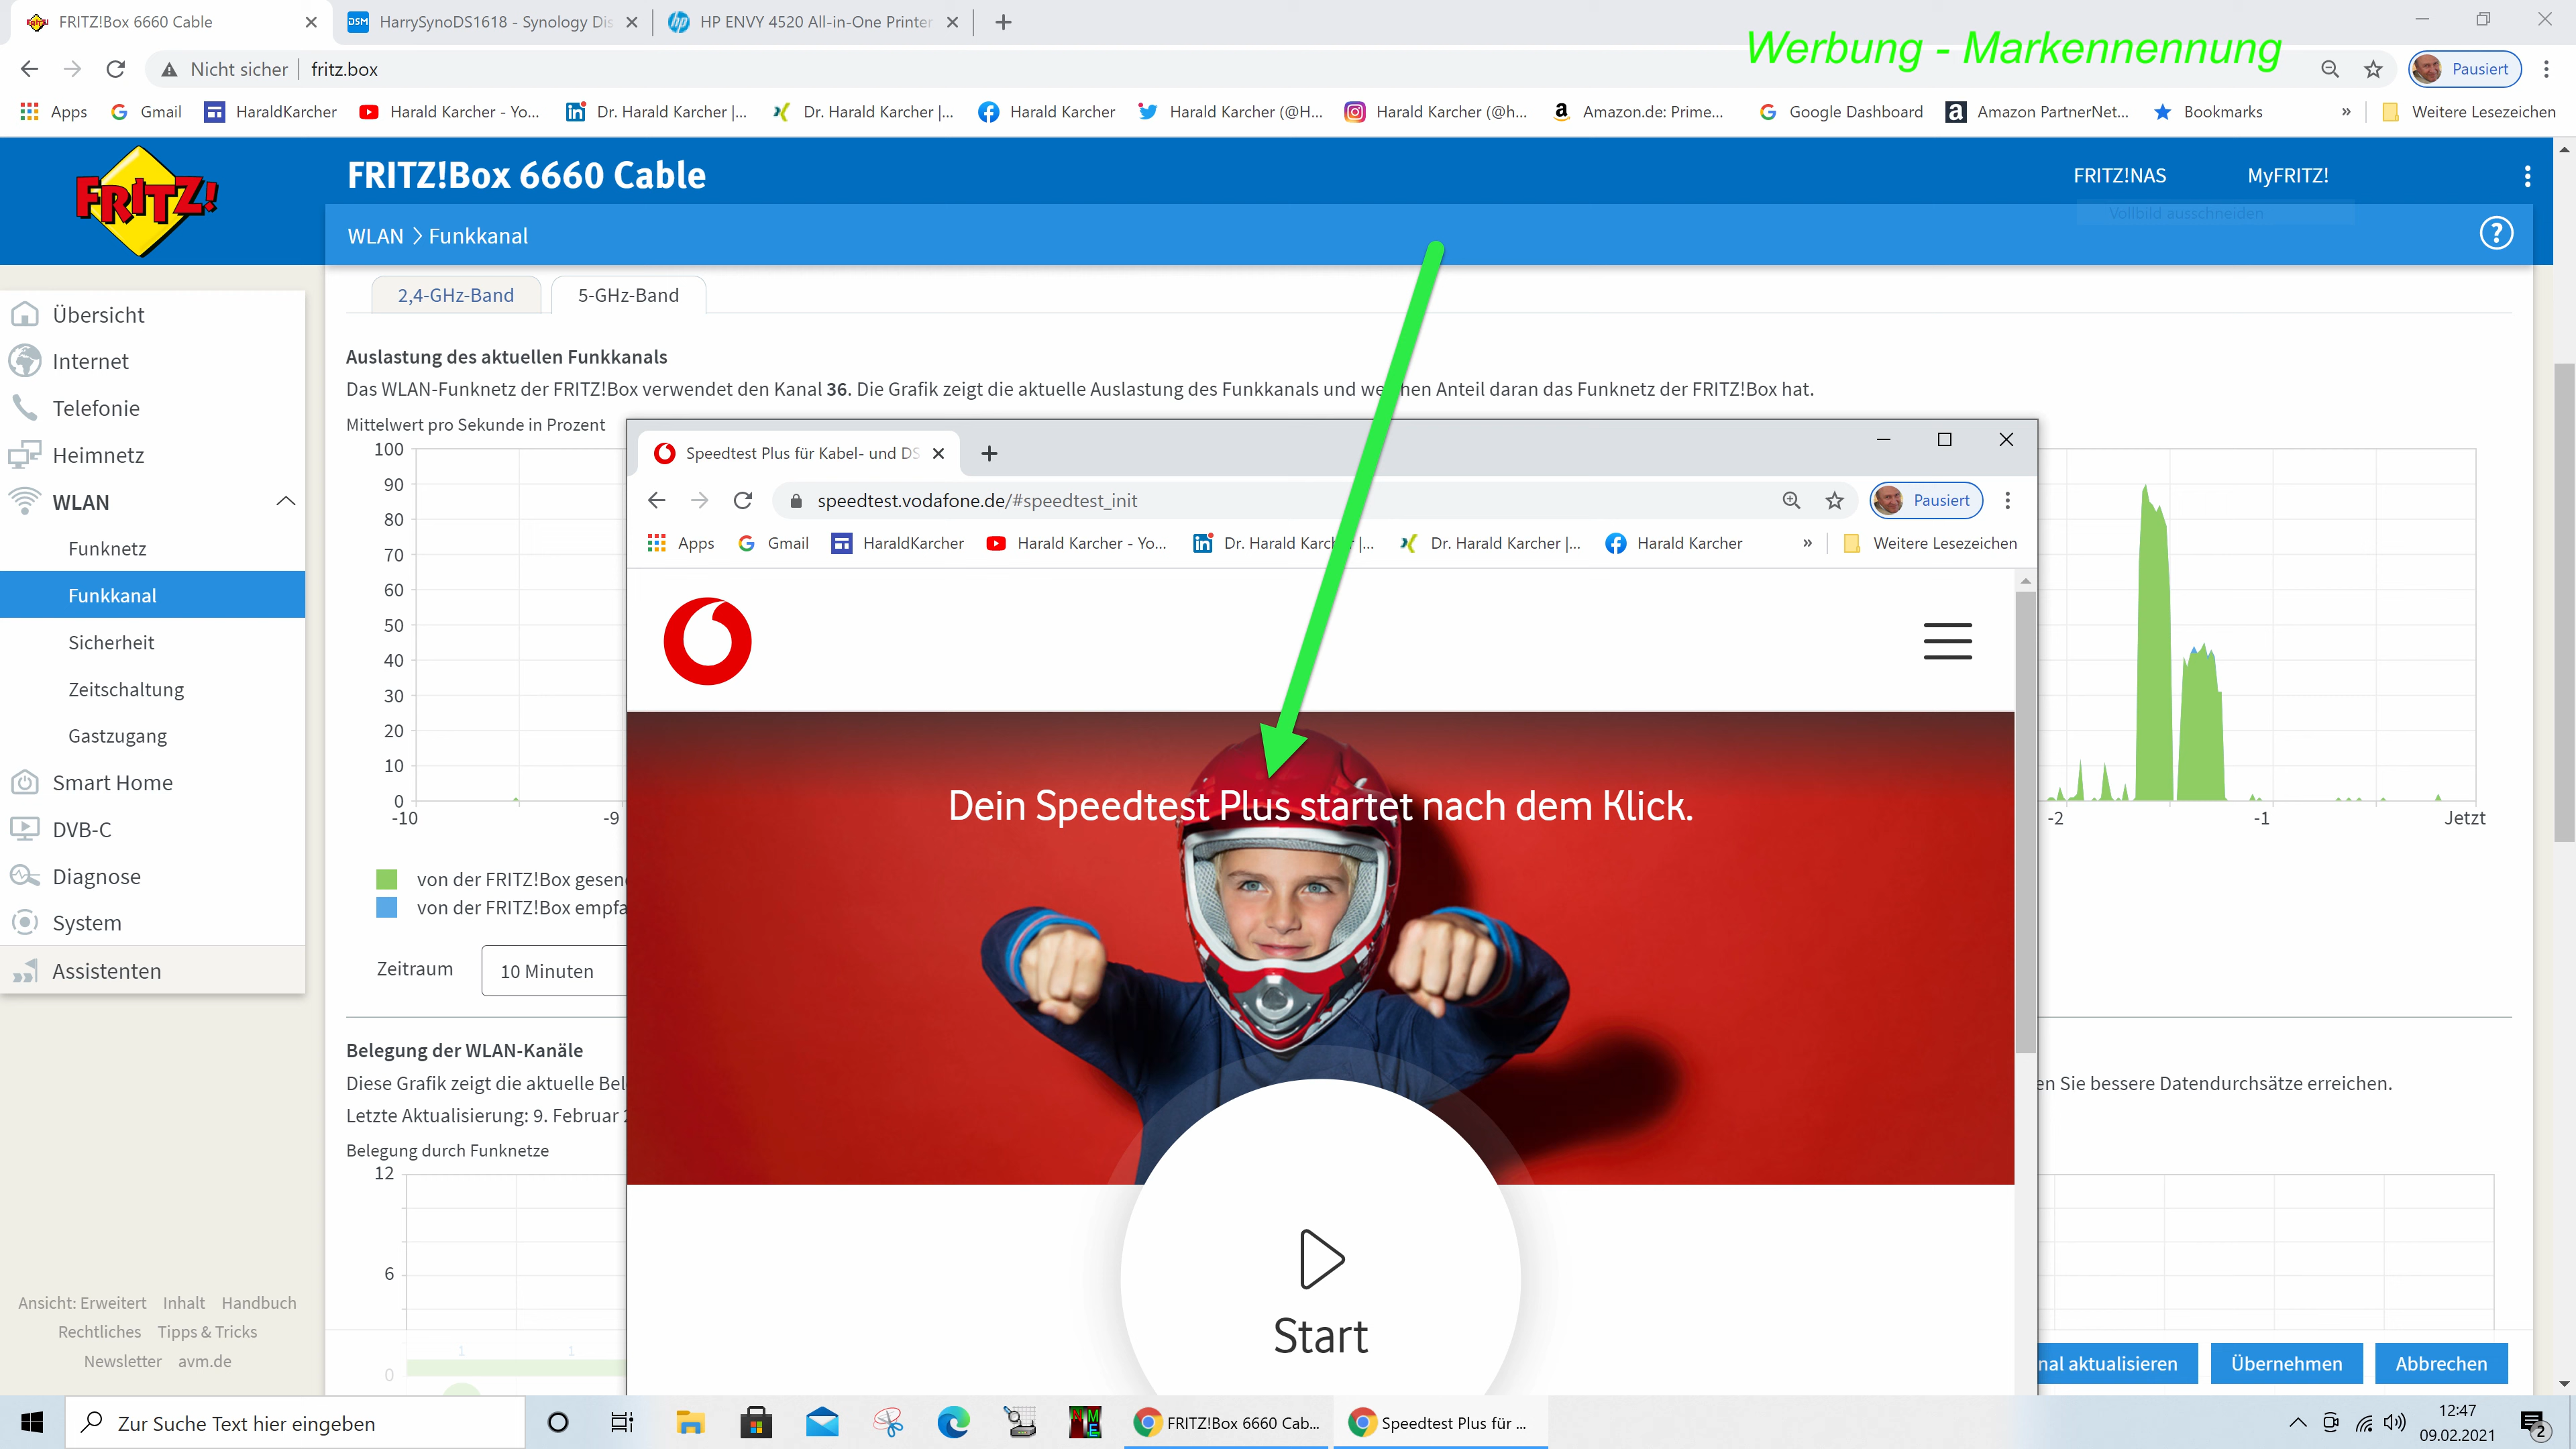 FRITZ!Box 6660 Cable
HarrySynoDS1618 - Synology Dis
HP ENVY 4520 All-in-One Printer
Werbung - Markennennung
Nicht sicher
fritz.box
Pausiert
Apps
Gmail
HaraldKarcher
Harald Karcher - Yo...
Dr. Harald Karcher |...
Dr. Harald Karcher |...
Harald Karcher
Harald Karcher (@H...
Harald Karcher (@h...
Amazon.de: Prime...
Google Dashboard
Amazon PartnerNet...
Bookmarks
»
Weitere Lesezeichen
FRITZ!
FRITZ!Box 6660 Cable
FRITZ!NAS
MyFRITZ!
Vollbild ausschneiden
WLAN > Funkkanal
?
Übersicht
Internet
Telefonie
Heimnetz
WLAN
Funknetz
Funkkanal
Sicherheit
Zeitschaltung
Gastzugang
Smart Home
DVB-C
Diagnose
System
Assistenten
Ansicht: Erweitert Inhalt Handbuch
Rechtliches Tipps & Tricks
Newsletter avm.de
2,4-GHz-Band
5-GHz-Band
Auslastung des aktuellen Funkkanals
Das WLAN-Funknetz der FRITZ!Box verwendet den Kanal 36. Die Grafik zeigt die aktuelle Auslastung des Funkkanals und we hen Anteil daran das Funknetz der FRITZ!Box hat.
Mittelwert pro Sekunde in Prozent
100
90
80
70
60
50
40
30
20
10
0
-10
-9
-2
-1
Jetzt
von der FRITZ!Box gesen
von der FRITZ!Box empfa
Zeitraum
10 Minuten
Belegung der WLAN-Kanäle
Diese Grafik zeigt die aktuelle Bel
en Sie bessere Datendurchsätze erreichen.
Letzte Aktualisierung: 9. Februar 2
Belegung durch Funknetze
12
6
0
1
1
nal aktualisieren
Übernehmen
Abbrechen
Speedtest Plus für Kabel- und DS
speedtest.vodafone.de/#speedtest_init
Pausiert
Apps
Gmail
HaraldKarcher
Harald Karcher - Yo...
Dr. Harald Karch |...
Dr. Harald Karcher |...
Harald Karcher
»
Weitere Lesezeichen
Dein Speedtest Plus startet nach dem Klick.
Start
Zur Suche Text hier eingeben
FRITZ!Box 6660 Cab...
Speedtest Plus für ...
12:47
09.02.2021
2